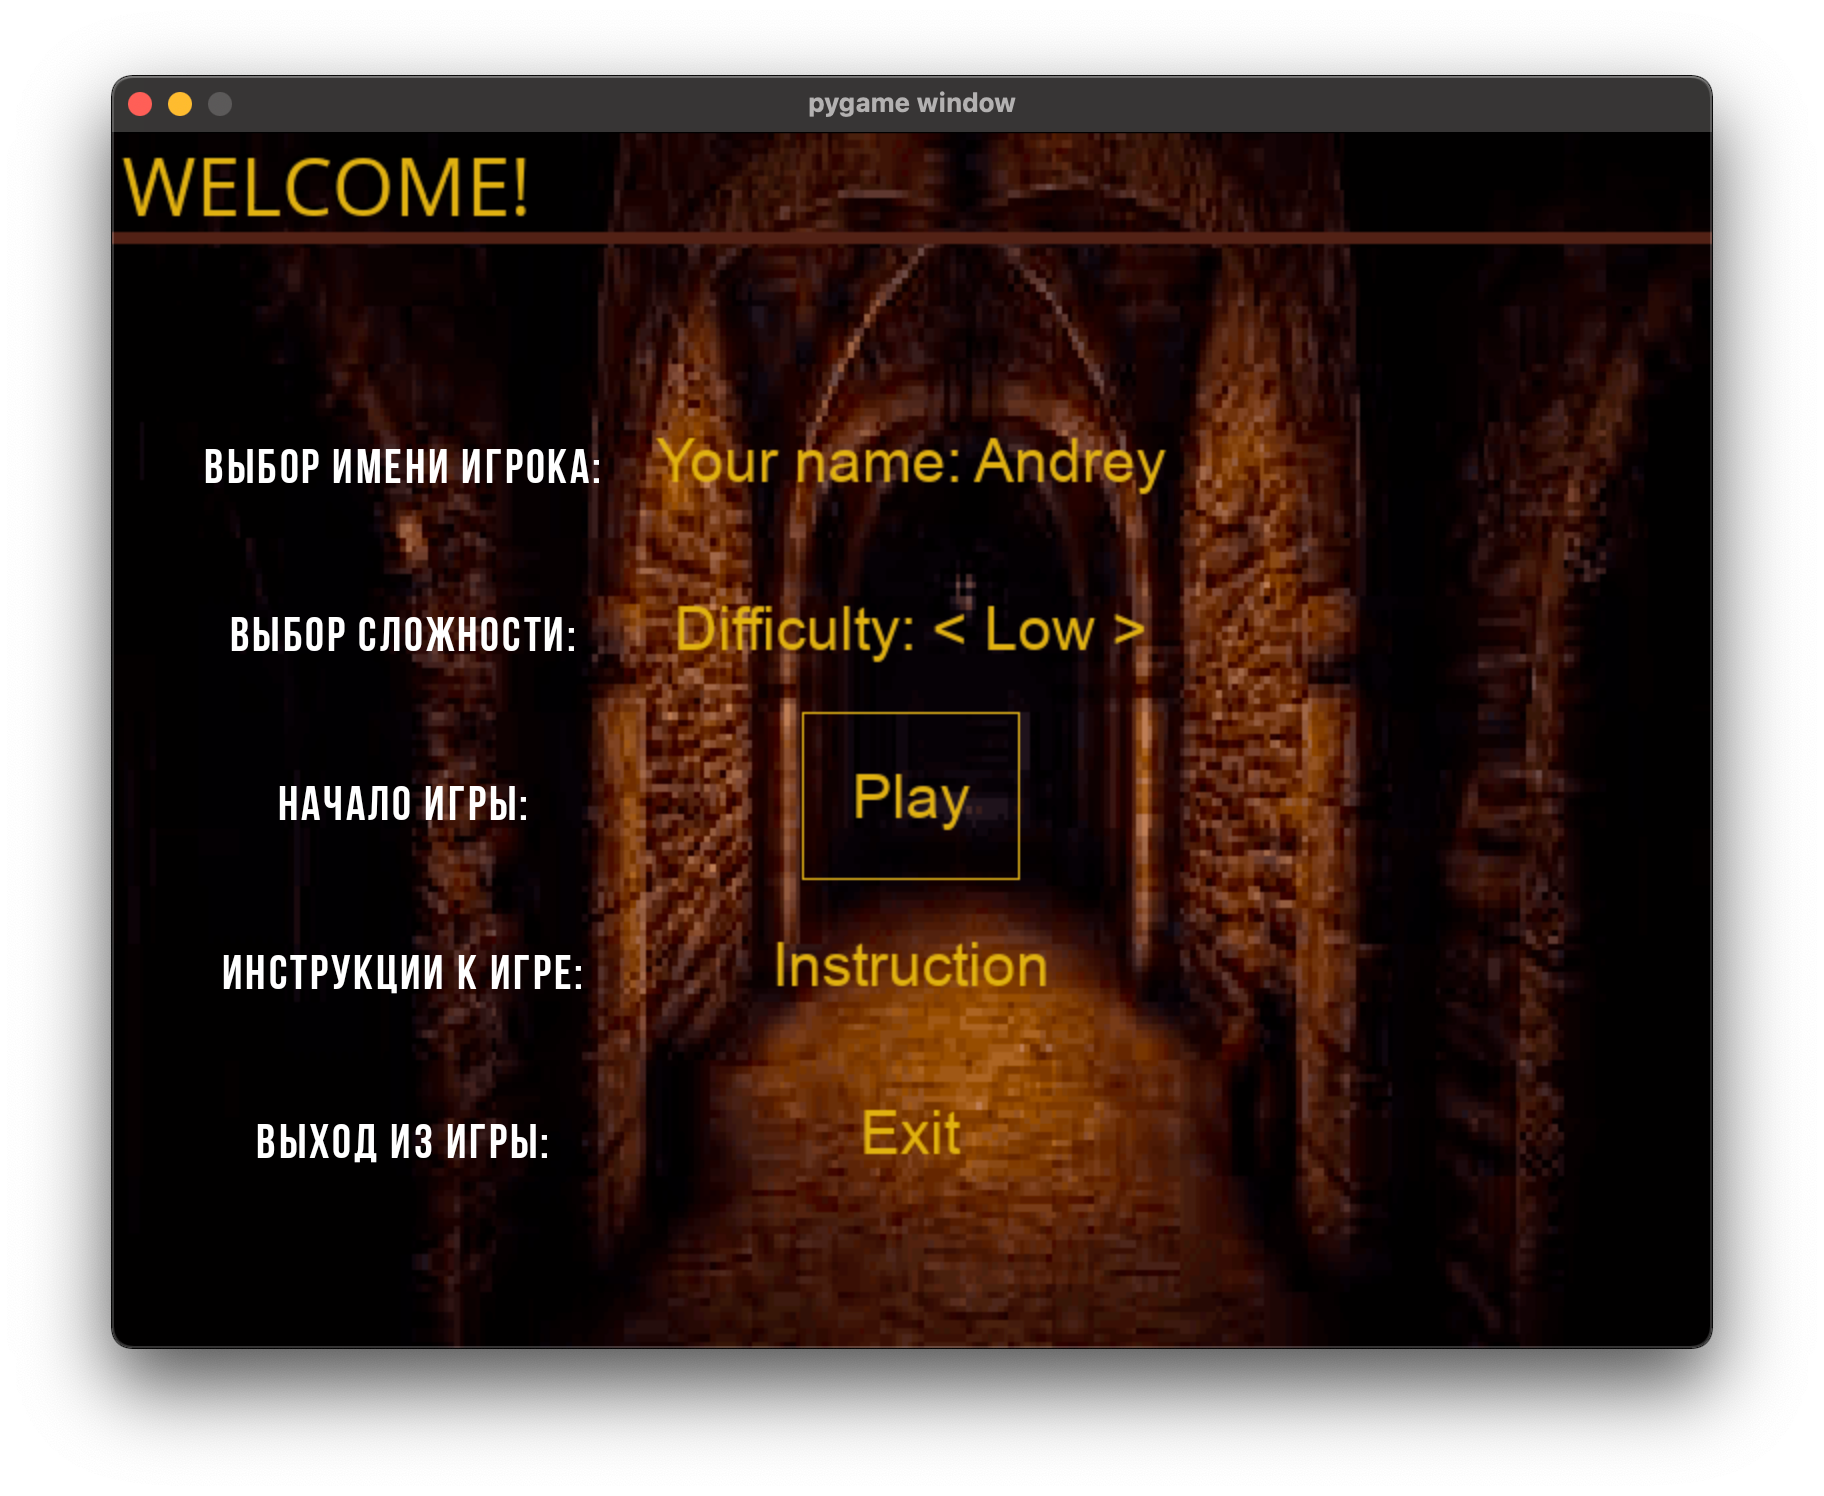 pygame window
WELCOME!
ВЫБОР ИМЕНИ ИГРОКА: Your name: Andrey
ВЫБОР СЛОЖНОСТИ: Difficulty: < Low >
НАЧАЛО ИГРЫ: Play
ИНСТРУКЦИИ К ИГРЕ: Instruction
ВЫХОД ИЗ ИГРЫ: Exit